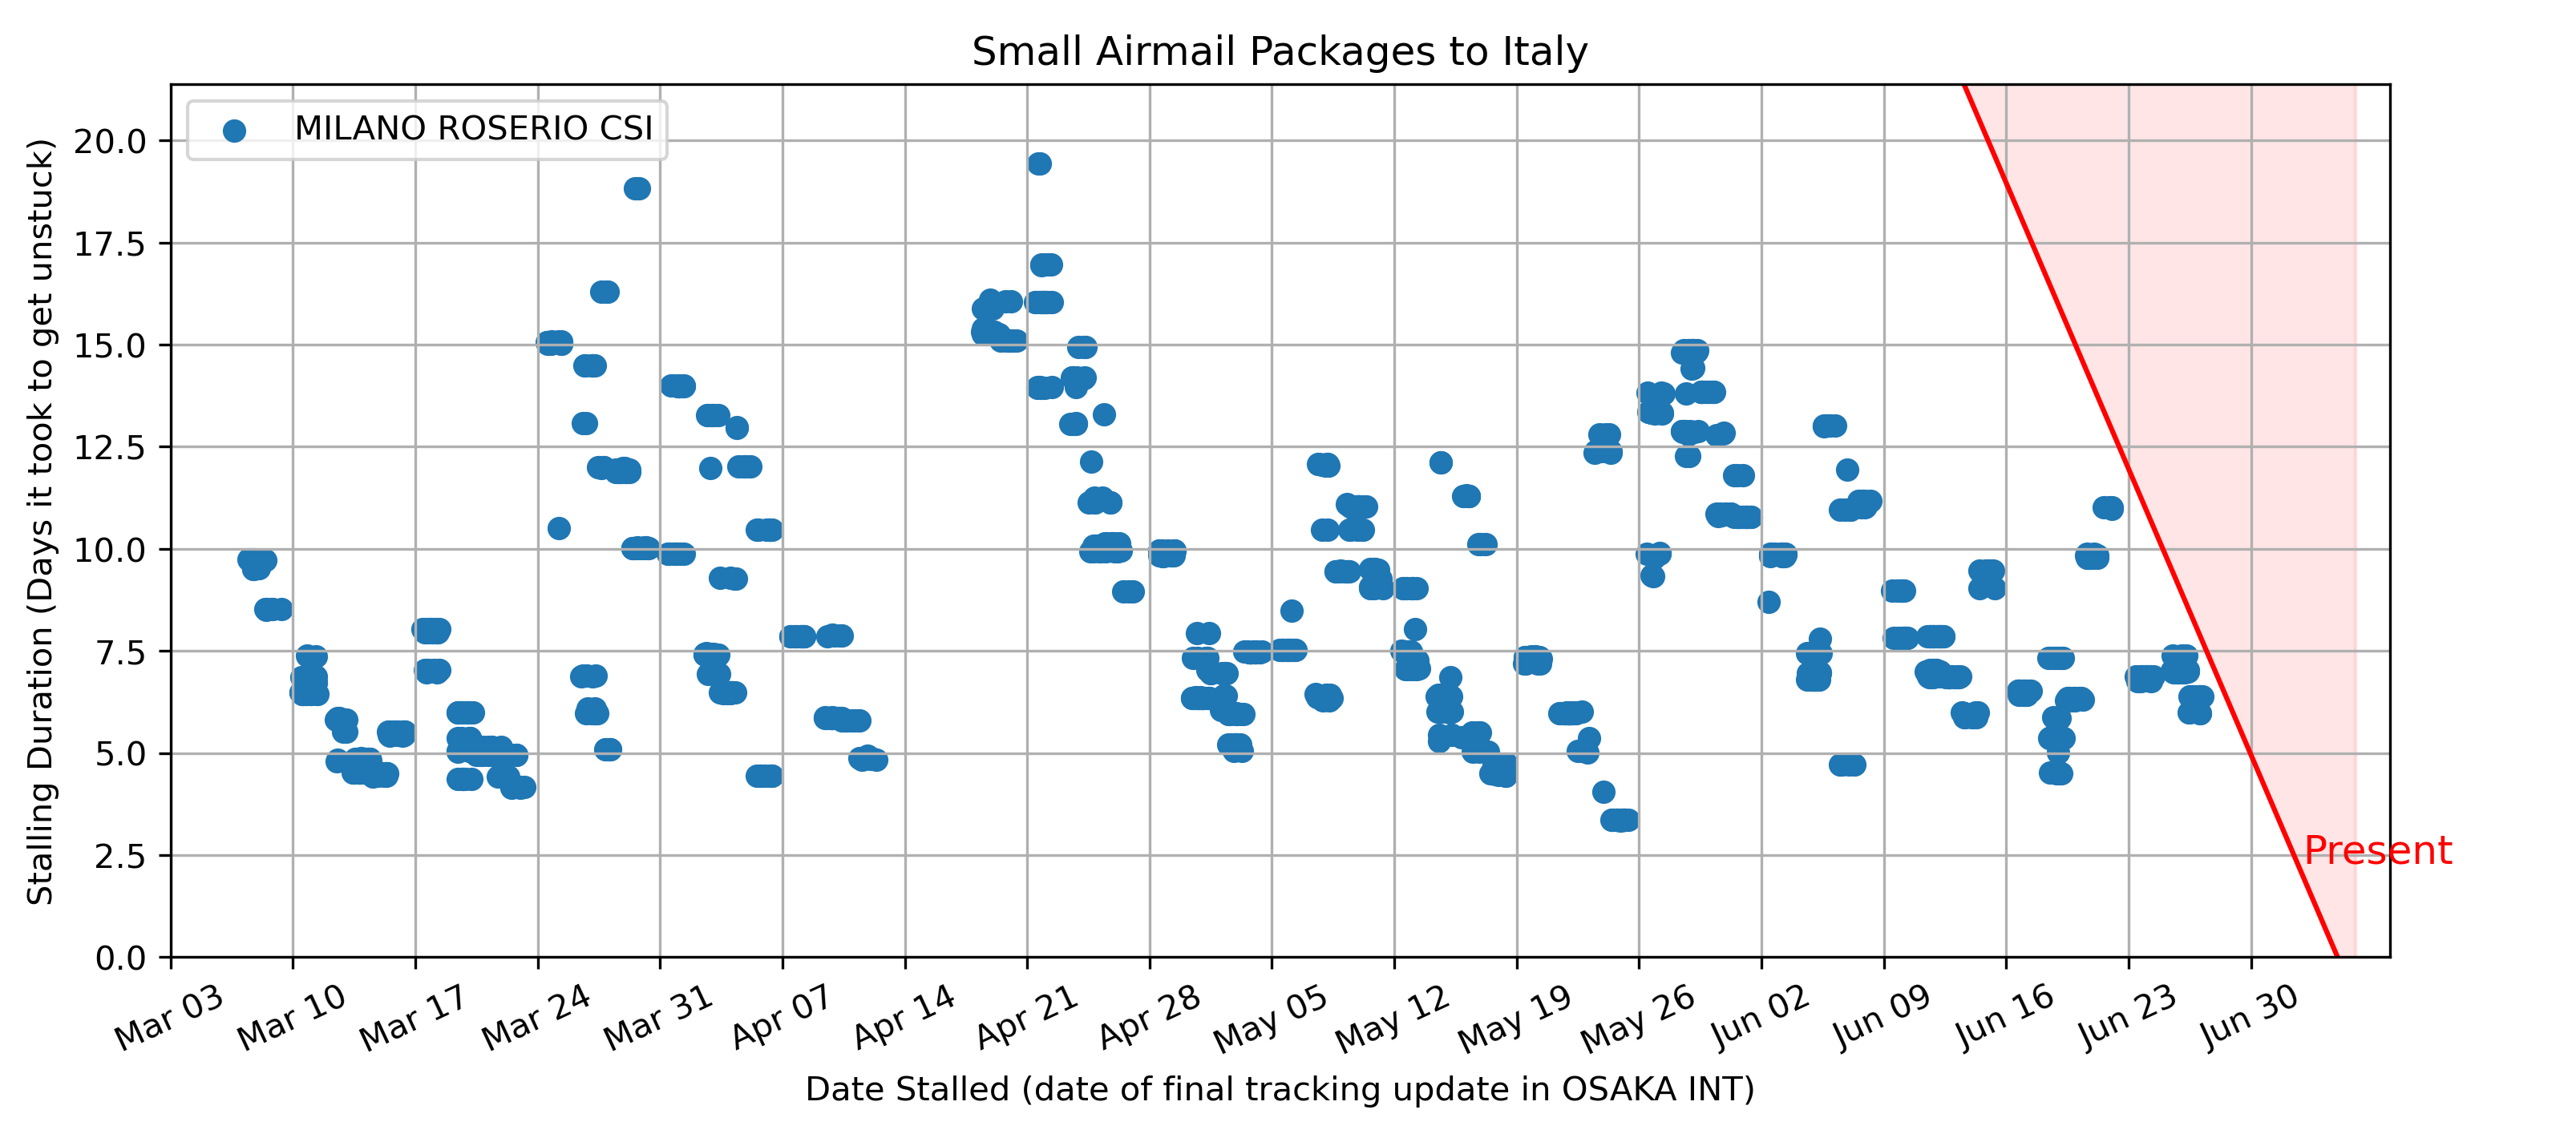 Small Airmail Packages to Italy
MILANO ROSERIO CSI
Stalling Duration (Days it took to get unstuck)
20.0
17.5
15.0
12.5
10.0
7.5
5.0
2.5
0.0
Present
Mar 03 Mar 10 Mar 17 Mar 24 Mar 31 Apr 07 Apr 14 Apr 21 Apr 28 May 05 May 12 May 19 May 26 Jun 02 Jun 09 Jun 16 Jun 23 Jun 30
Date Stalled (date of final tracking update in OSAKA INT)